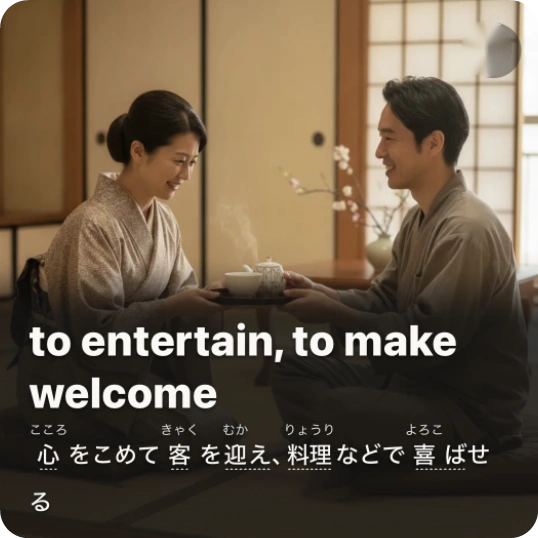 to entertain, to make
welcome
こころ きゃく むか りょうり よろこ
心をこめて客を迎え、料理などで喜ばせ
る